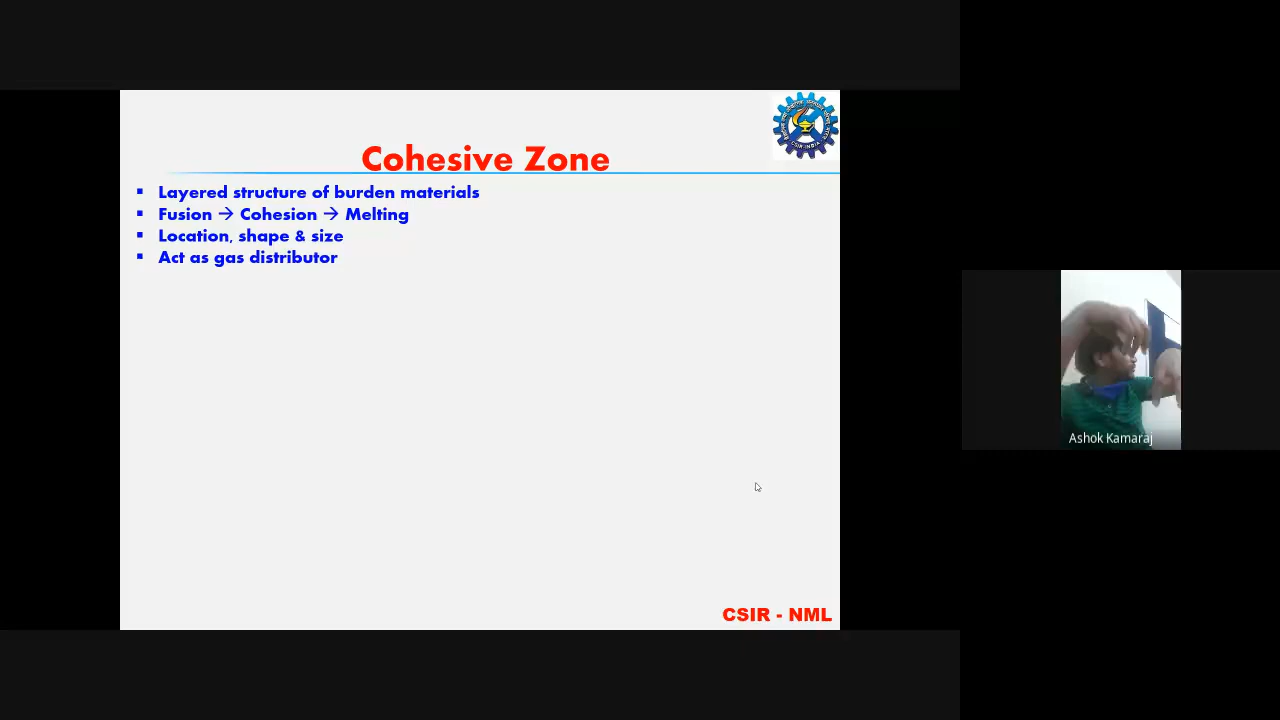 Cohesive Zone
▪ Layered structure of burden materials
▪ Fusion → Cohesion → Melting
▪ Location, shape & size
▪ Act as gas distributor
CSIR - NML
Ashok Kamaraj